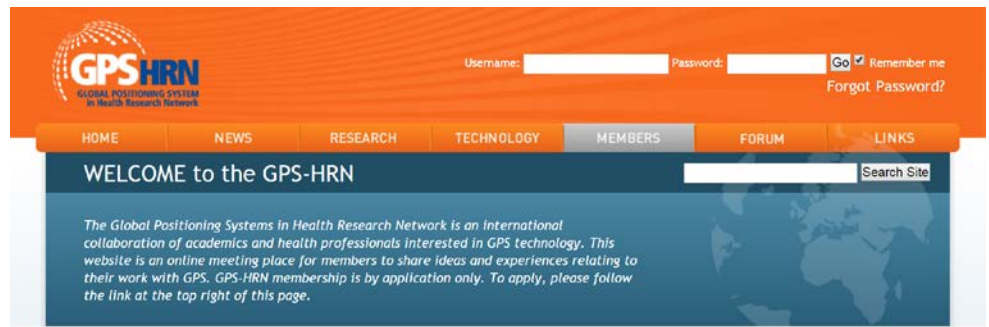 GPSHRN
GLOBAL POSITIONING SYSTEM
in Health Research Network
Username: Password: Go Remember me
Forgot Password?
HOME NEWS RESEARCH TECHNOLOGY MEMBERS FORUM LINKS
WELCOME to the GPS-HRN
Search Site
The Global Positioning Systems in Health Research Network is an international
collaboration of academics and health professionals interested in GPS technology. This
website is an online meeting place for members to share ideas and experiences relating to
their work with GPS. GPS-HRN membership is by application only. To apply, please follow
the link at the top right of this page.